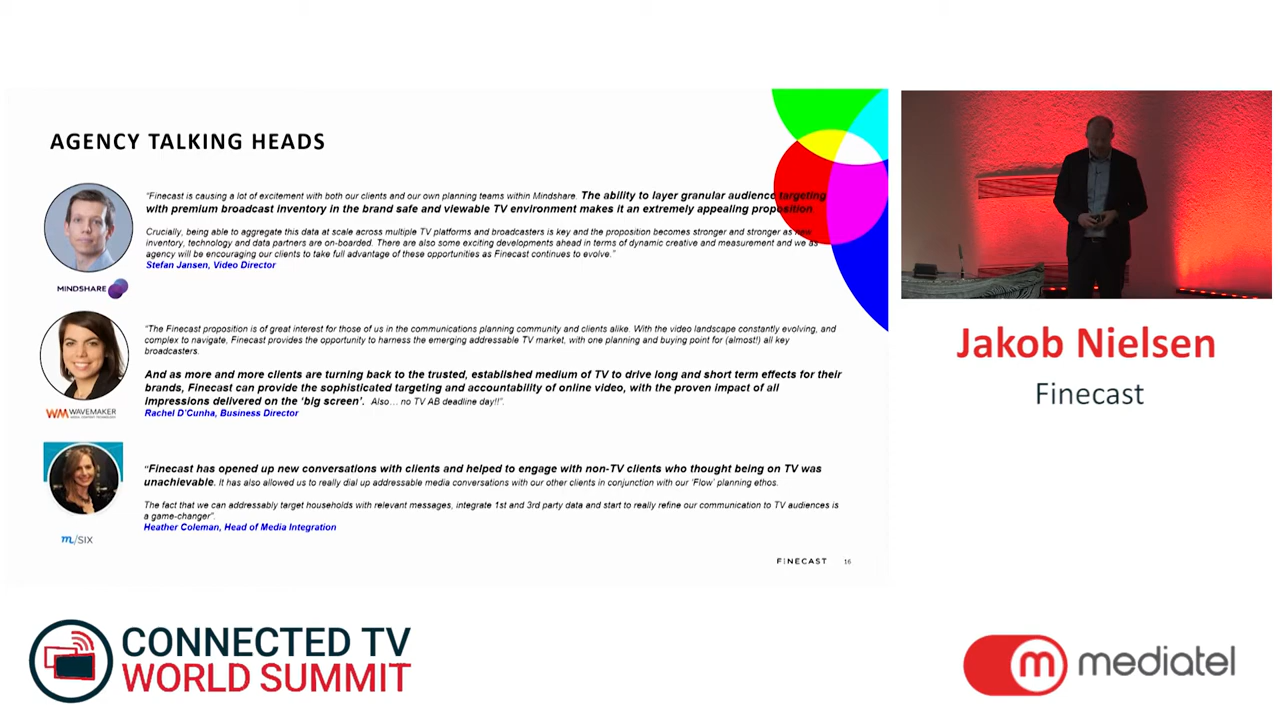 AGENCY TALKING HEADS
"Finecast is causing a lot of excitement with both our clients and our own planning teams within Mindshare. The ability to layer granular audience targeting
with premium broadcast inventory in the brand safe and viewable TV environment makes it an extremely appealing proposition
Crucially, being able to aggregate this data at scale across multiple TV platforms and broadcasters is key and the proposition becomes stronger and stronger as new
inventory, technology and data partners are on-boarded. There are also some exciting developments ahead in terms of dynamic creative and measurement and we as
agency will be encouraging our clients to take full advantage of these opportunities as Finecast continues to evolve."
Stefan Jansen, Video Director
MINDSHARE
"The Finecast proposition is of great interest for those of us in the communications planning community and clients alike. With the video landscape constantly evolving, and
complex to navigate, Finecast provides the opportunity to harness the emerging addressable TV market, with one planning and buying point for (almost!) all key
broadcasters.
And as more and more clients are turning back to the trusted, established medium of TV to drive long and short term effects for their
brands, Finecast can provide the sophisticated targeting and accountability of online video, with the proven impact of all
impressions delivered on the 'big screen'. Also... no TV AB deadline day!!".
Rachel D'Cunha, Business Director
WM WAVEMAKER
"Finecast has opened up new conversations with clients and helped to engage with non-TV clients who thought being on TV was
unachievable. It has also allowed us to really dial up addressable media conversations with our other clients in conjunction with our 'Flow' planning ethos.
The fact that we can addressably target households with relevant messages, integrate 1st and 3rd party data and start to really refine our communication to TV audiences is
a game-changer".
Heather Coleman, Head of Media Integration
m/SIX
FINECAST 16
Jakob Nielsen
Finecast
CONNECTED TV
WORLD SUMMIT
m mediatel